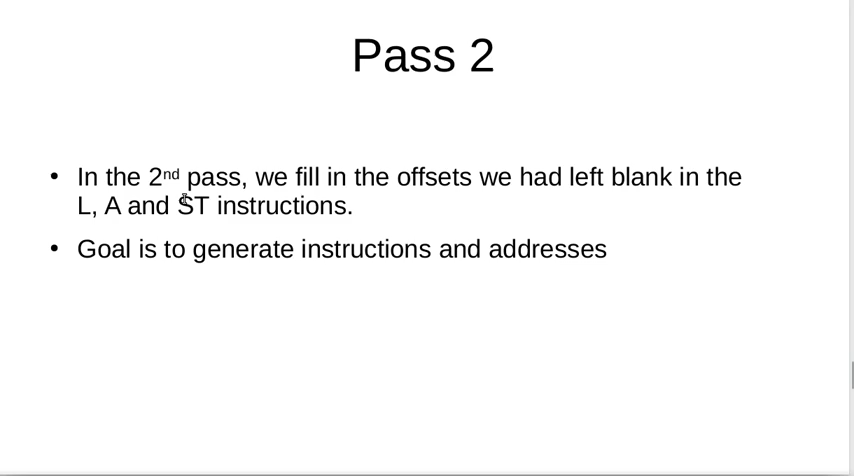 Pass 2
• In the 2nd pass, we fill in the offsets we had left blank in the
L, A and ST instructions.
• Goal is to generate instructions and addresses